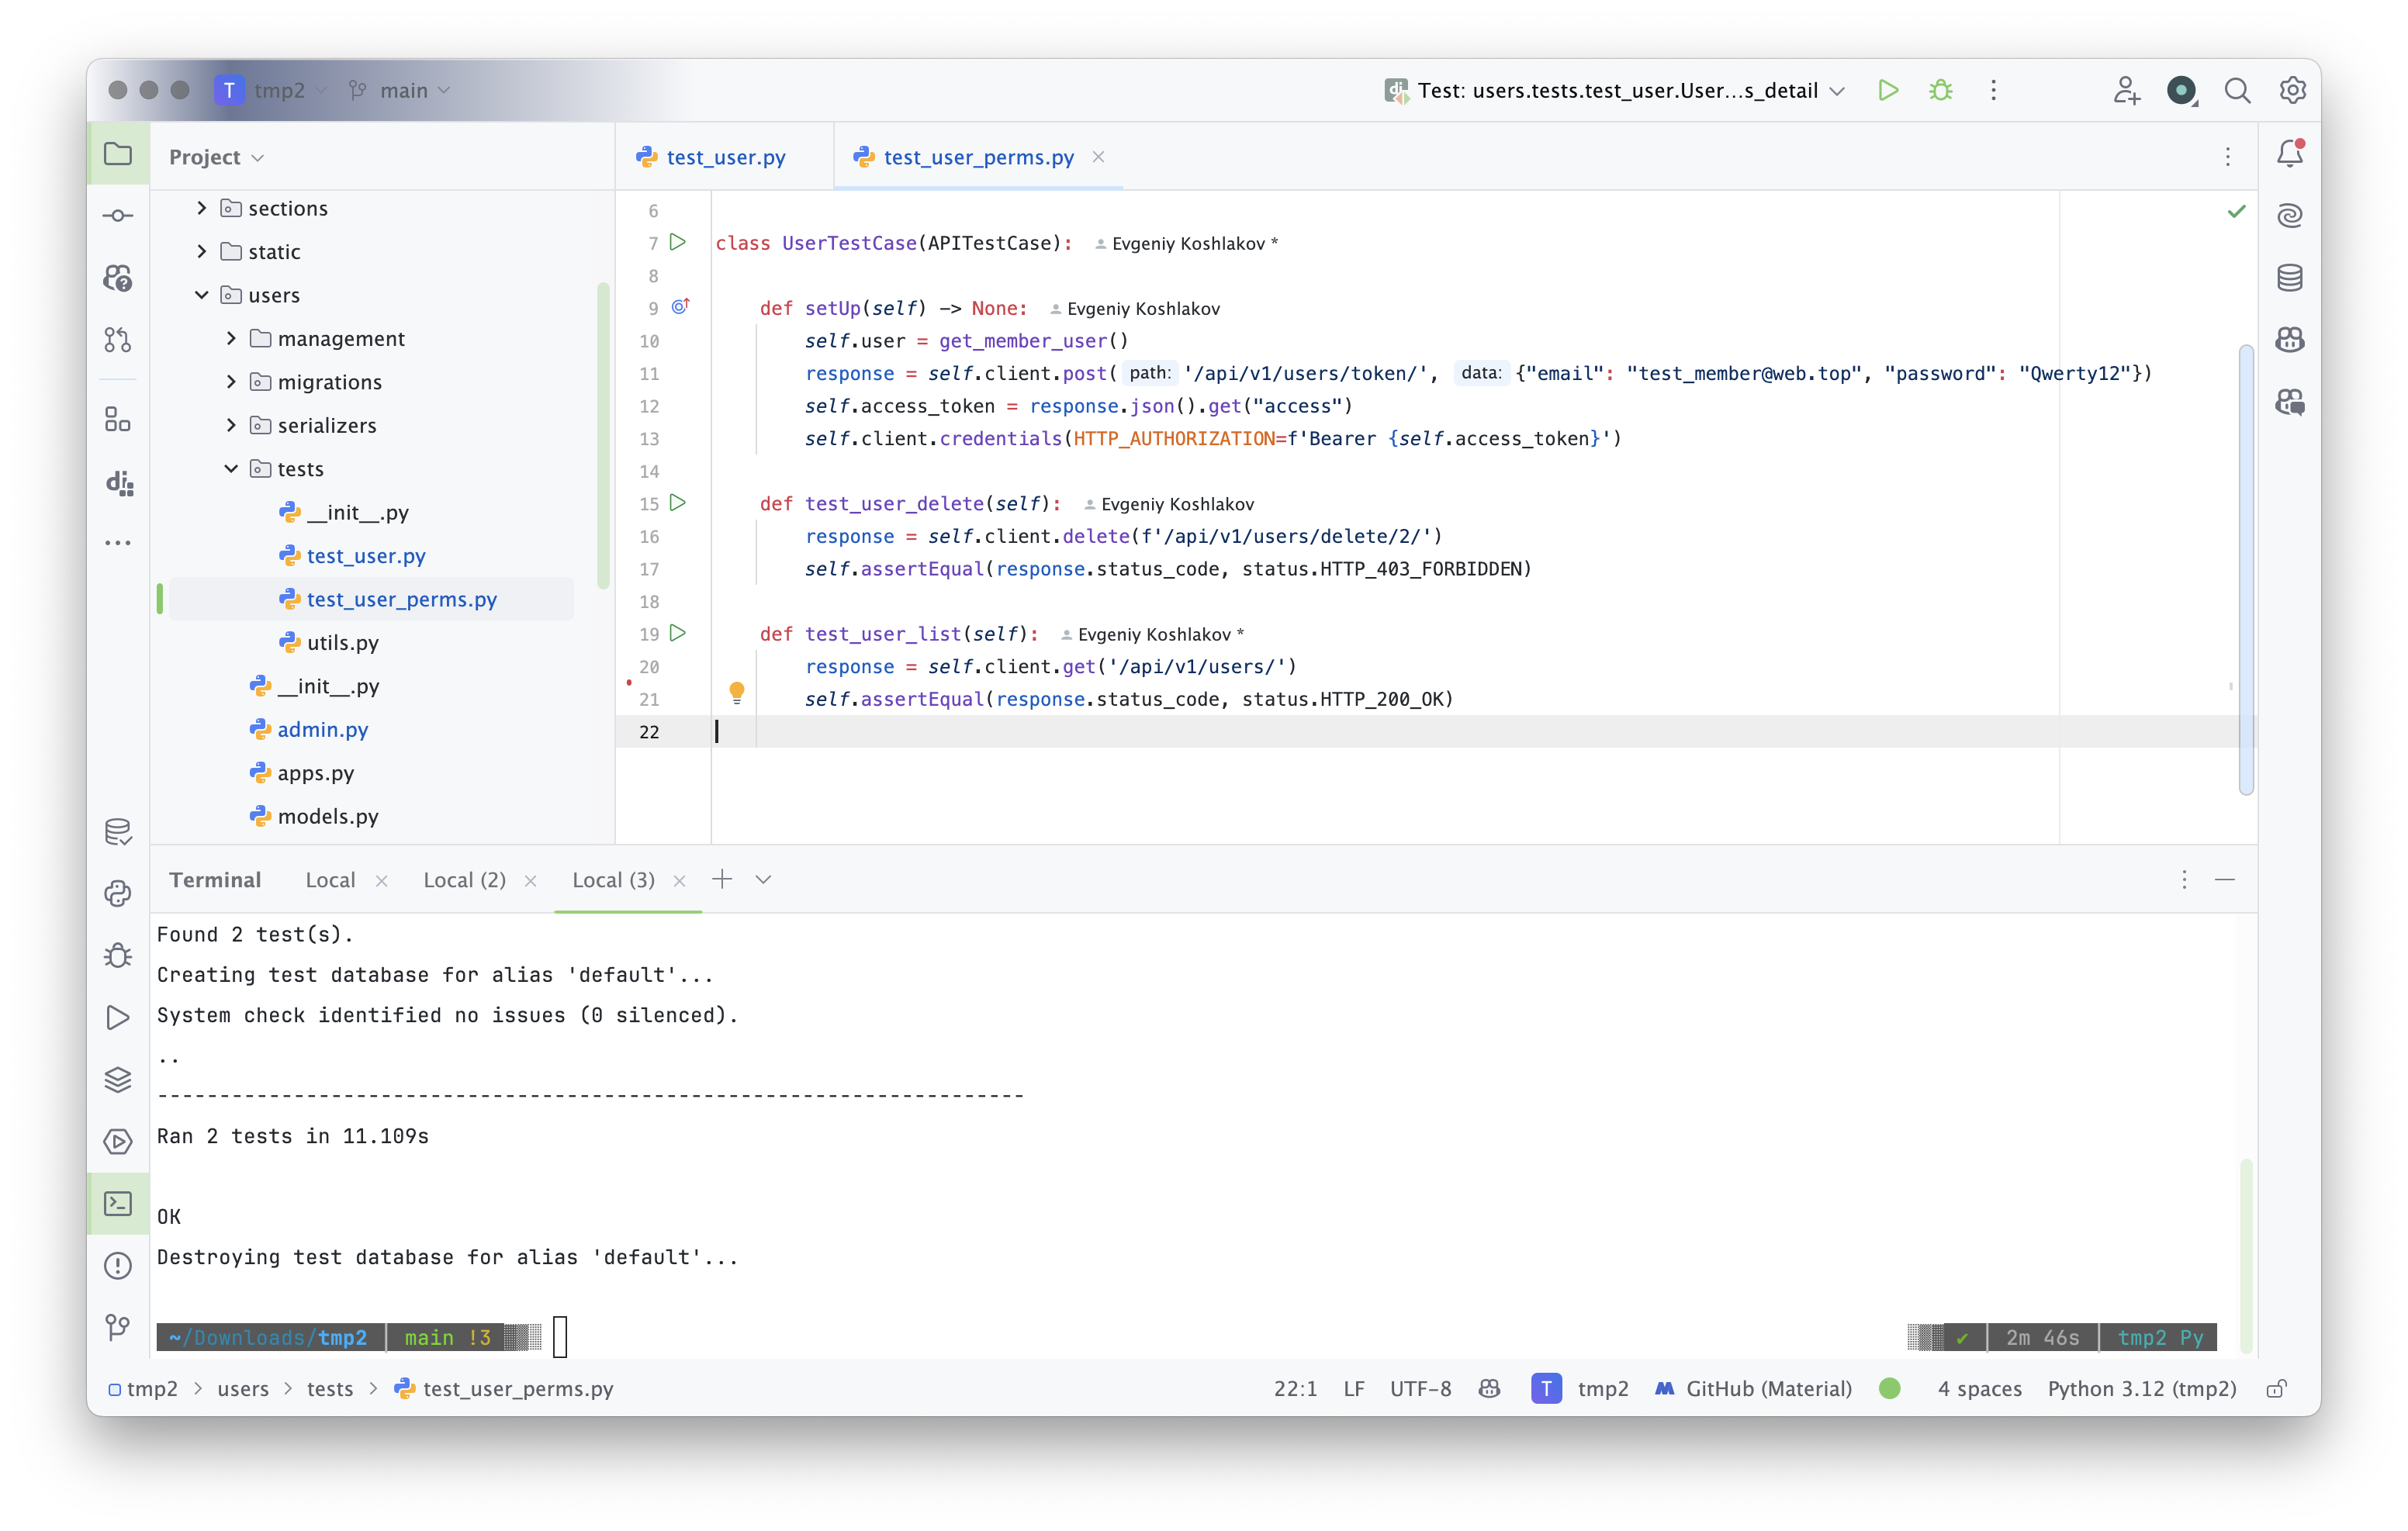 T tmp2 main Test: users.tests.test_user.User...s_detail
Project
test_user.py test_user_perms.py
sections
static
users
management
migrations
serializers
tests
__init__.py
test_user.py
test_user_perms.py
utils.py
__init__.py
admin.py
apps.py
models.py
6
7 class UserTestCase(APITestCase): Evgeniy Koshlakov *
8
9 def setUp(self) -> None: Evgeniy Koshlakov
10 self.user = get_member_user()
11 response = self.client.post( path: '/api/v1/users/token/', data: {"email": "test_member@web.top", "password": "Qwerty12"})
12 self.access_token = response.json().get("access")
13 self.client.credentials(HTTP_AUTHORIZATION=f'Bearer {self.access_token}')
14
15 def test_user_delete(self): Evgeniy Koshlakov
16 response = self.client.delete(f'/api/v1/users/delete/2/')
17 self.assertEqual(response.status_code, status.HTTP_403_FORBIDDEN)
18
19 def test_user_list(self): Evgeniy Koshlakov *
20 response = self.client.get('/api/v1/users/')
21 self.assertEqual(response.status_code, status.HTTP_200_OK)
22
Terminal Local Local (2) Local (3)
Found 2 test(s).
Creating test database for alias 'default'...
System check identified no issues (0 silenced).
..
----------------------------------------------------------------------
Ran 2 tests in 11.109s
OK
Destroying test database for alias 'default'...
~/Downloads/tmp2 main !3 ✔ 2m 46s tmp2 Py
tmp2 > users > tests > test_user_perms.py 22:1 LF UTF-8 T tmp2 GitHub (Material) 4 spaces Python 3.12 (tmp2)